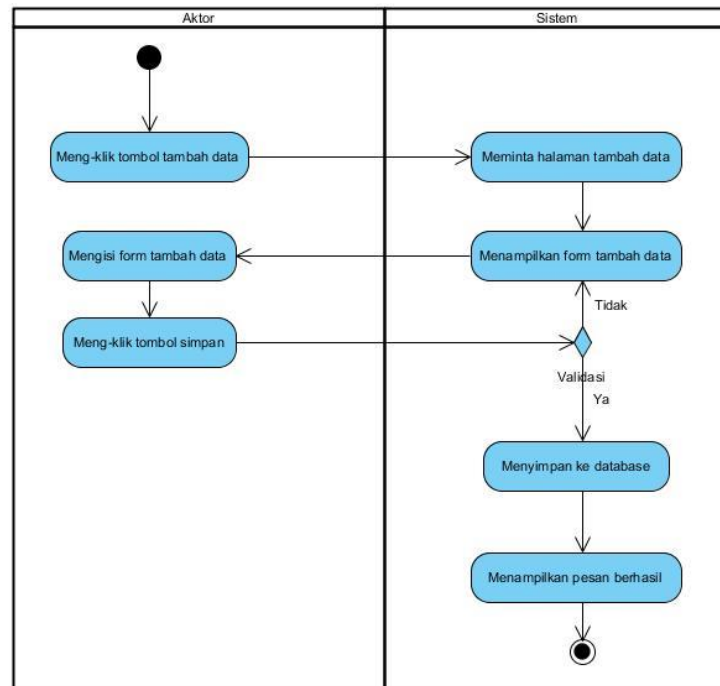 Aktor
Sistem
Meng-klik tombol tambah data
Meminta halaman tambah data
Mengisi form tambah data
Menampilkan form tambah data
Tidak
Meng-klik tombol simpan
Validasi
Ya
Menyimpan ke database
Menampilkan pesan berhasil